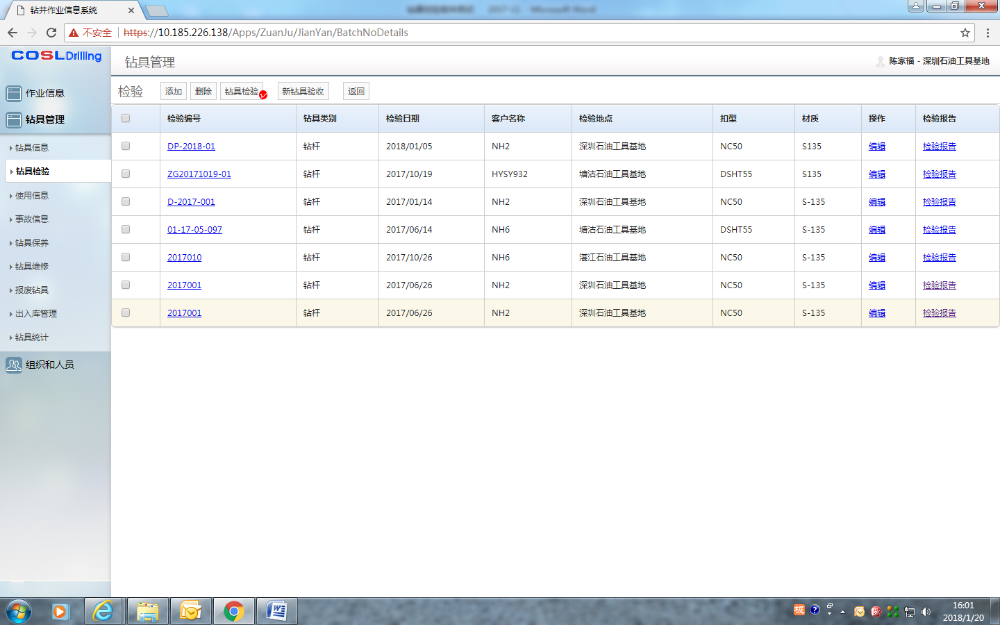 钻井作业信息系统
不安全 https://10.185.226.138/Apps/ZuanJu/JianYan/BatchNoDetails
COSL Drilling
钻具管理
陈家福 - 深圳石油工具基地
作业信息
钻具管理
钻具信息
钻具检验
使用信息
事故信息
钻具保养
钻具维修
报废钻具
出入库管理
钻具统计
组织和人员
检验 添加 删除 钻具检验 新钻具验收 返回
检验编号 钻具类别 检验日期 客户名称 检验地点 扣型 材质 操作 检验报告
DP-2018-01 钻杆 2018/01/05 NH2 深圳石油工具基地 NC50 S135 编辑 检验报告
ZG20171019-01 钻杆 2017/10/19 HYSY932 塘沽石油工具基地 DSHT55 S135 编辑 检验报告
D-2017-001 钻杆 2017/01/14 NH2 深圳石油工具基地 NC50 S-135 编辑 检验报告
01-17-05-097 钻杆 2017/06/14 NH6 塘沽石油工具基地 DSHT55 S-135 编辑 检验报告
2017010 钻杆 2017/10/26 NH6 湛江石油工具基地 NC50 S-135 编辑 检验报告
2017001 钻杆 2017/06/26 NH2 深圳石油工具基地 NC50 S-135 编辑 检验报告
2017001 钻杆 2017/06/26 NH2 深圳石油工具基地 NC50 S-135 编辑 检验报告
极
16:01
2018/1/20